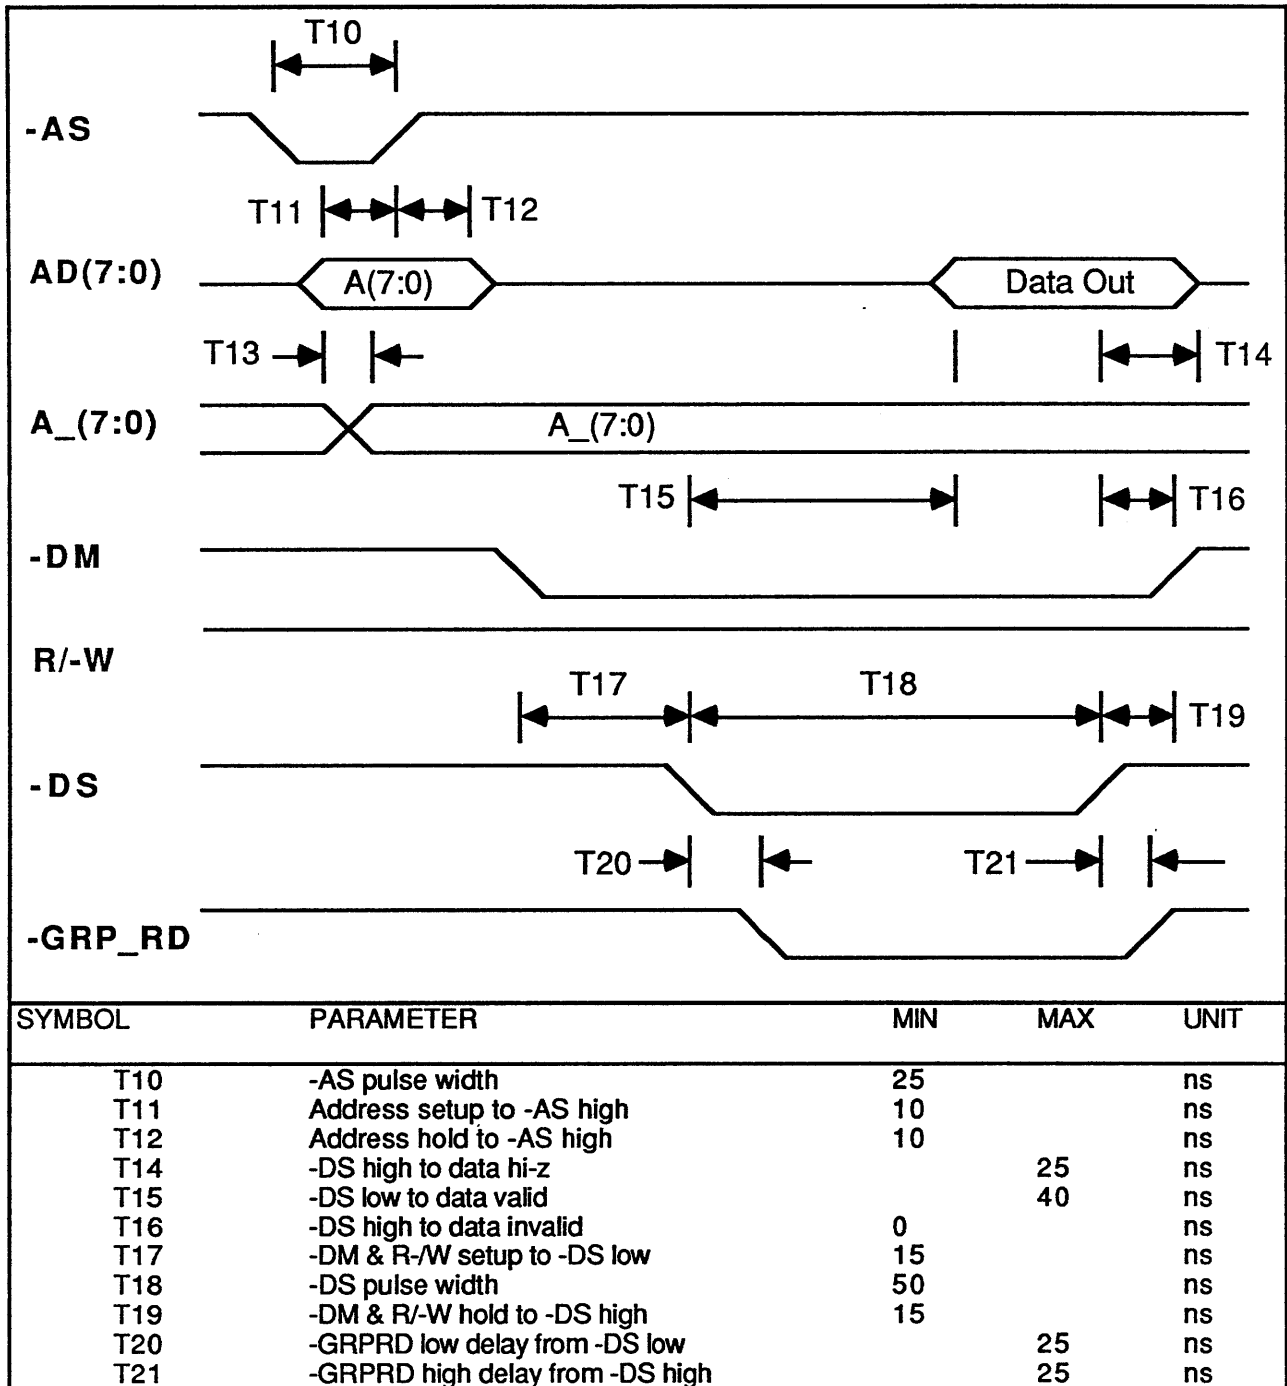 T10
-AS
T11 T12
AD(7:0) A(7:0) Data Out
T13 T14
A_(7:0) A_(7:0)
T15 T16
-DM
R/-W
T17 T18 T19
-DS
T20 T21
-GRP_RD
SYMBOL PARAMETER MIN MAX UNIT
T10 -AS pulse width 25 ns
T11 Address setup to -AS high 10 ns
T12 Address hold to -AS high 10 ns
T14 -DS high to data hi-z 25 ns
T15 -DS low to data valid 40 ns
T16 -DS high to data invalid 0 ns
T17 -DM & R-/W setup to -DS low 15 ns
T18 -DS pulse width 50 ns
T19 -DM & R/-W hold to -DS high 15 ns
T20 -GRPRD low delay from -DS low 25 ns
T21 -GRPRD high delay from -DS high 25 ns